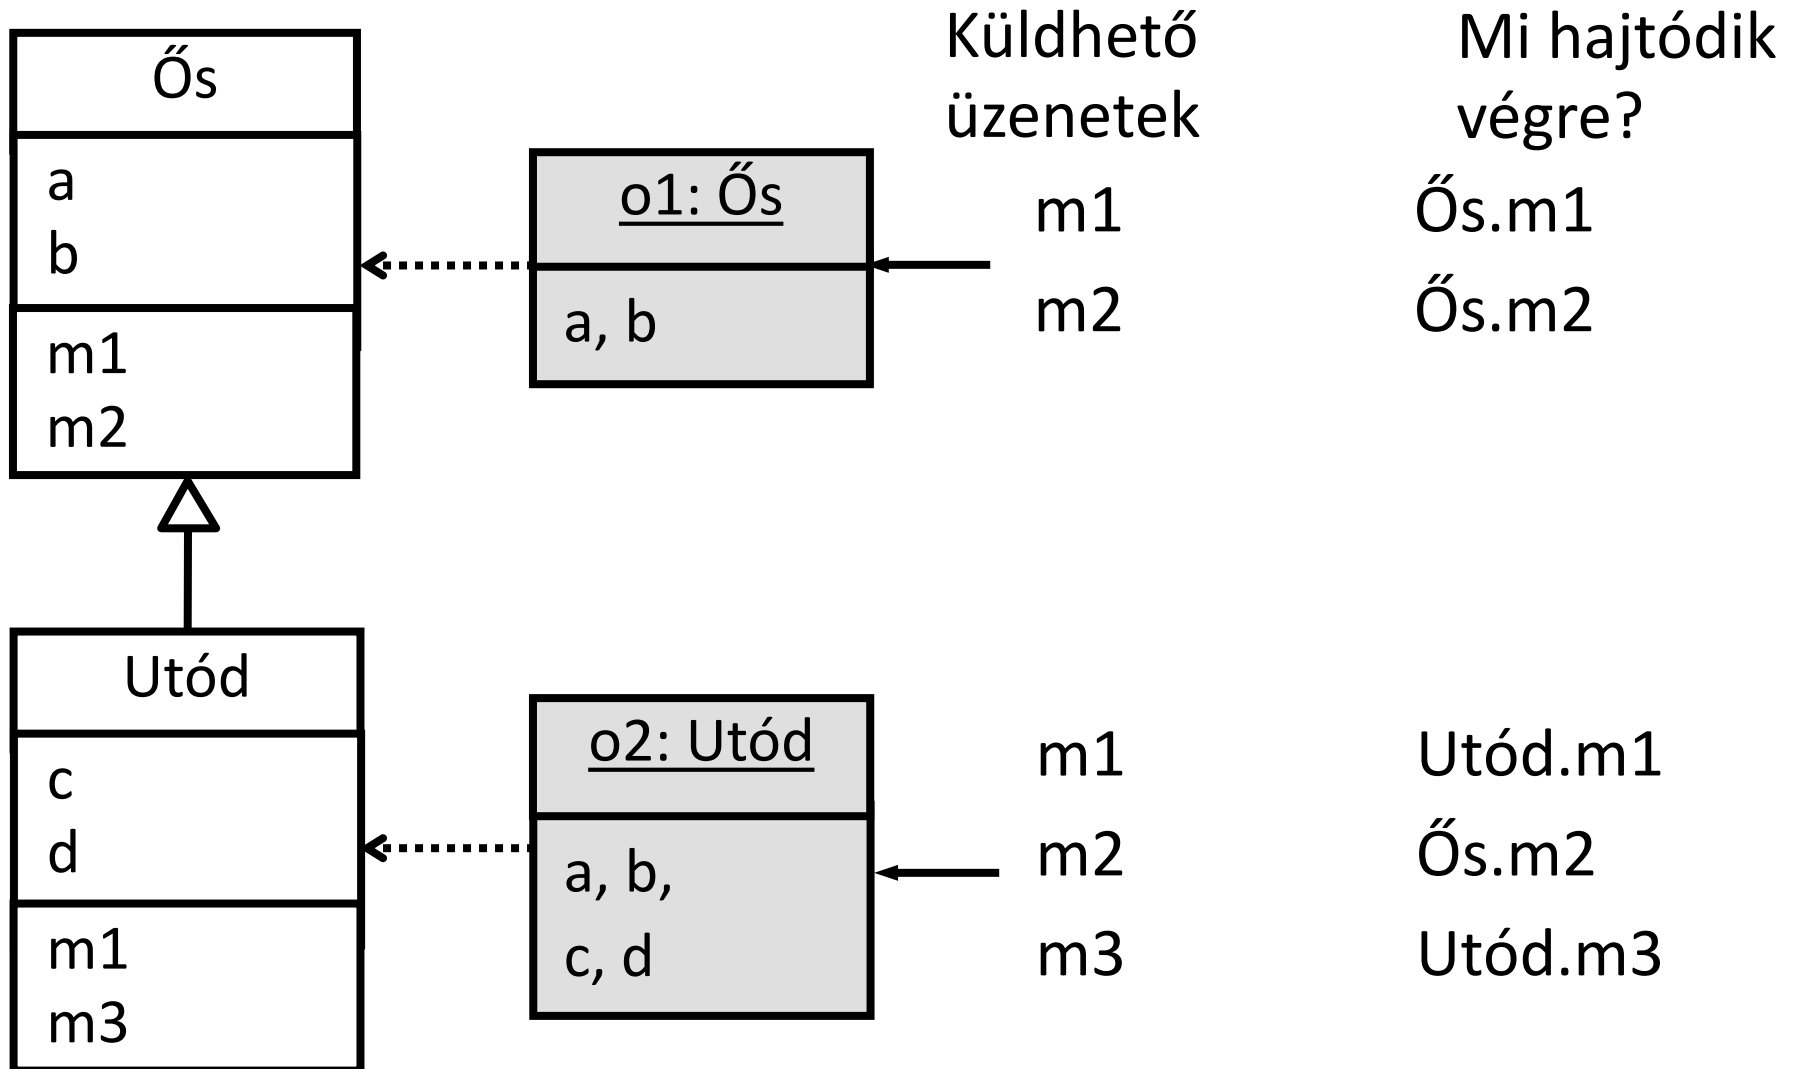 Ős
a
b
m1
m2
o1: Ős
a, b
Küldhető
üzenetek
m1
m2
Mi hajtódik
végre?
Ős.m1
Ős.m2
Utód
c
d
m1
m3
o2: Utód
a, b,
c, d
m1
m2
m3
Utód.m1
Ős.m2
Utód.m3